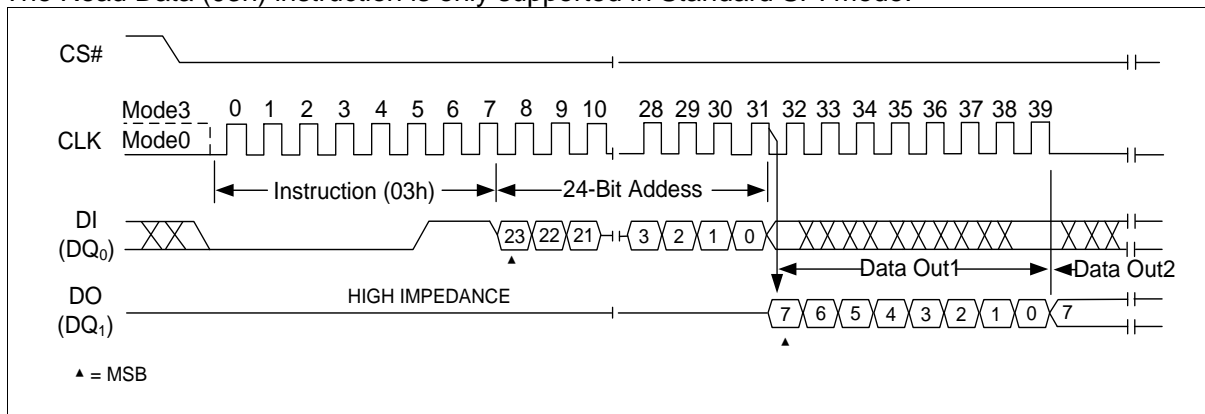 The Read Data (03h) instruction is only supported in Standard SPI mode.
CS#
Mode3 0 1 2 3 4 5 6 7 8 9 10 28 29 30 31 32 33 34 35 36 37 38 39
CLK Mode0
Instruction (03h) 24-Bit Addess
DI
(DQ0) 23 22 21 3 2 1 0
Data Out1 Data Out2
DO HIGH IMPEDANCE
(DQ1) 7 6 5 4 3 2 1 0 7
▲ = MSB